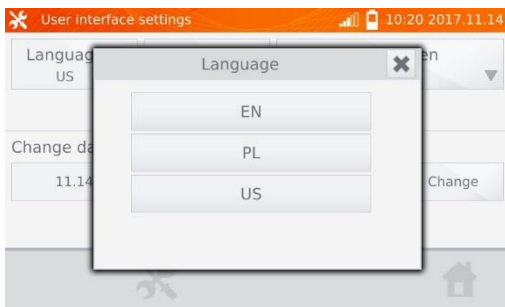 User interface settings 10:20 2017.11.14
Language
US
Language
EN
PL
US
en
Change da
11.14
Change